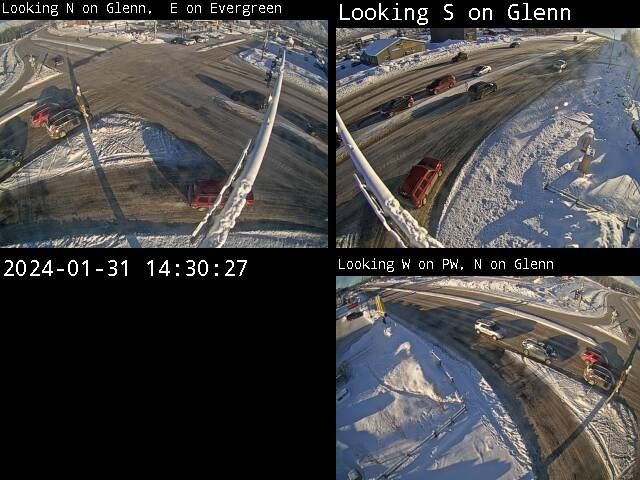 Looking N on Glenn,  E on Evergreen
Looking S on Glenn
2024-01-31 14:30:27
Looking W on PW, N on Glenn